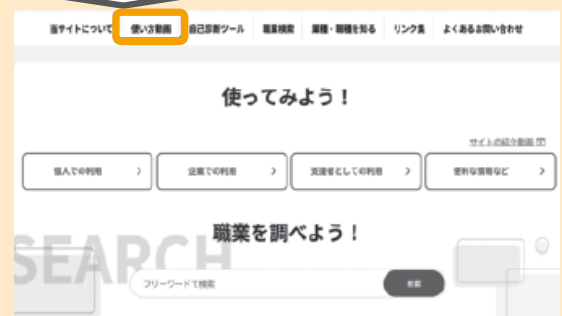 当サイトについて 使い方動画 自己診断ツール 職業検索 業種・職種を知る リンク集 よくあるお問い合わせ
使ってみよう！
サイトの紹介動画
個人での利用 企業での利用 支援者としての利用 便利な情報など
職業を調べよう！
SEARCH
フリーワードで検索 検索